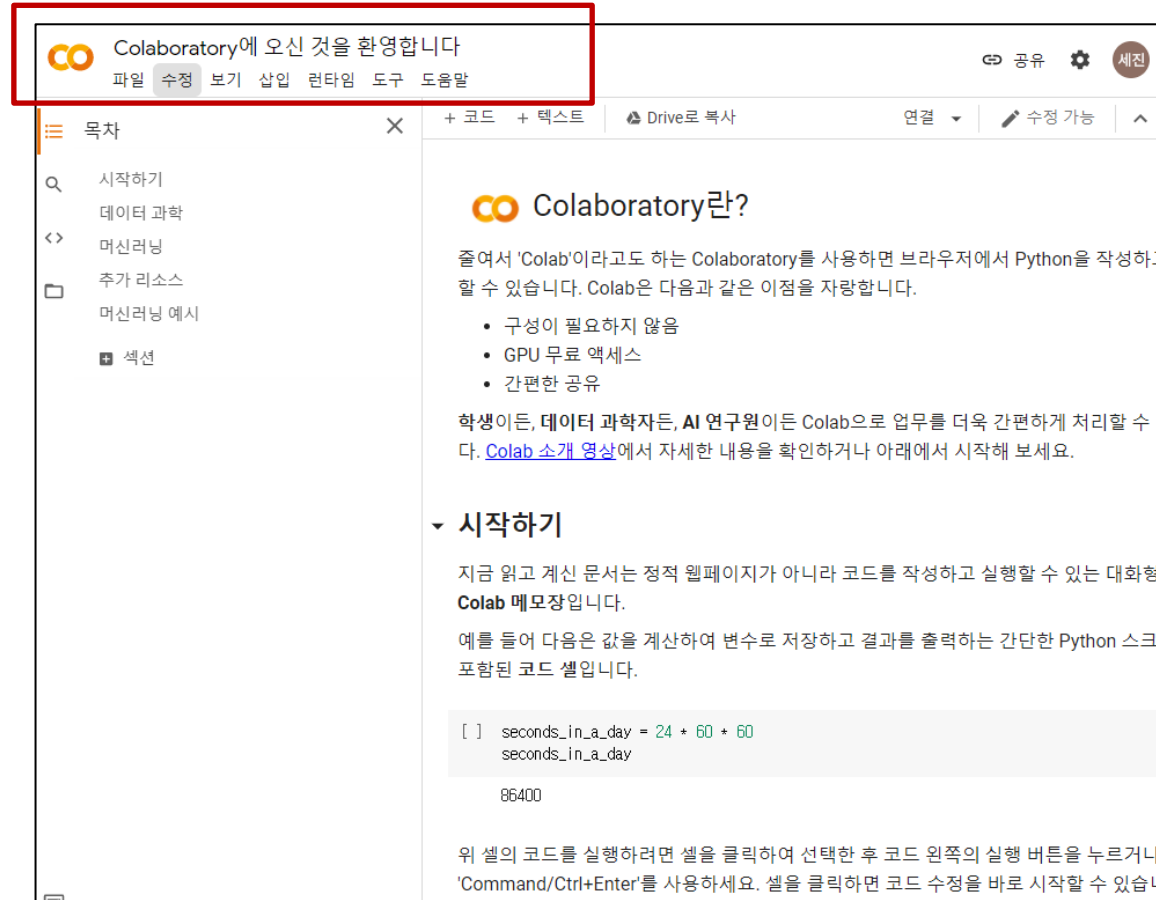 Colaboratory에 오신 것을 환영합니다
파일 수정 보기 삽입 런타임 도구 도움말
공유
세진
목차
시작하기
데이터 과학
머신러닝
추가 리소스
머신러닝 예시
섹션
+ 코드 + 텍스트 Drive로 복사 연결 수정 가능
CO Colaboratory란?
줄여서 'Colab'이라고도 하는 Colaboratory를 사용하면 브라우저에서 Python을 작성하고
할 수 있습니다. Colab은 다음과 같은 이점을 자랑합니다.
• 구성이 필요하지 않음
• GPU 무료 액세스
• 간편한 공유
학생이든, 데이터 과학자든, AI 연구원이든 Colab으로 업무를 더욱 간편하게 처리할 수
다. Colab 소개 영상에서 자세한 내용을 확인하거나 아래에서 시작해 보세요.
시작하기
지금 읽고 계신 문서는 정적 웹페이지가 아니라 코드를 작성하고 실행할 수 있는 대화형
Colab 메모장입니다.
예를 들어 다음은 값을 계산하여 변수로 저장하고 결과를 출력하는 간단한 Python 스크
포함된 코드 셀입니다.
[ ] seconds_in_a_day = 24 * 60 * 60
seconds_in_a_day
86400
위 셀의 코드를 실행하려면 셀을 클릭하여 선택한 후 코드 왼쪽의 실행 버튼을 누르거나
'Command/Ctrl+Enter'를 사용하세요. 셀을 클릭하면 코드 수정을 바로 시작할 수 있습니